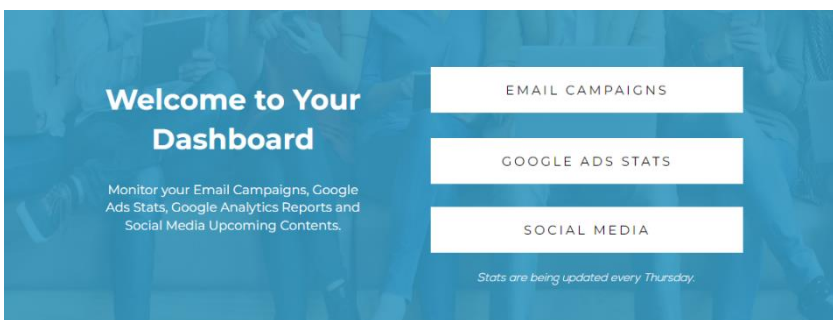 Welcome to Your
Dashboard
Monitor your Email Campaigns, Google
Ads Stats, Google Analytics Reports and
Social Media Upcoming Contents.
EMAIL CAMPAIGNS
GOOGLE ADS STATS
SOCIAL MEDIA
Stats are being updated every Thursday.